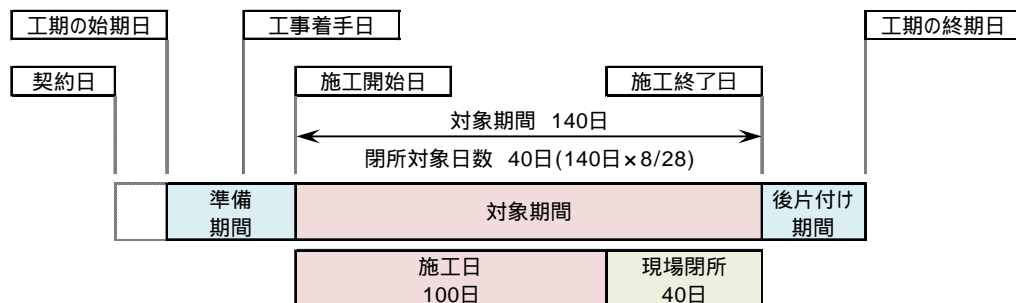 工期の始期日
工事着手日
工期の終期日
契約日
施工開始日
施工終了日
対象期間 140日
閉所対象日数 40日(140日×8/28)
準備
期間
対象期間
後片付け
期間
施工日
100日
現場閉所
40日